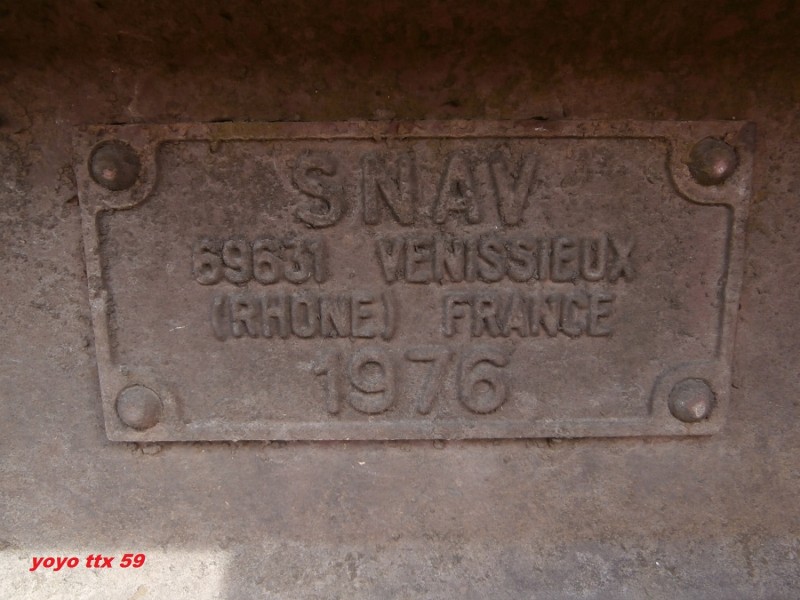 SNAV
69631 VENISSIEUX
(RHONE) FRANCE
1976
yoyo ttx 59